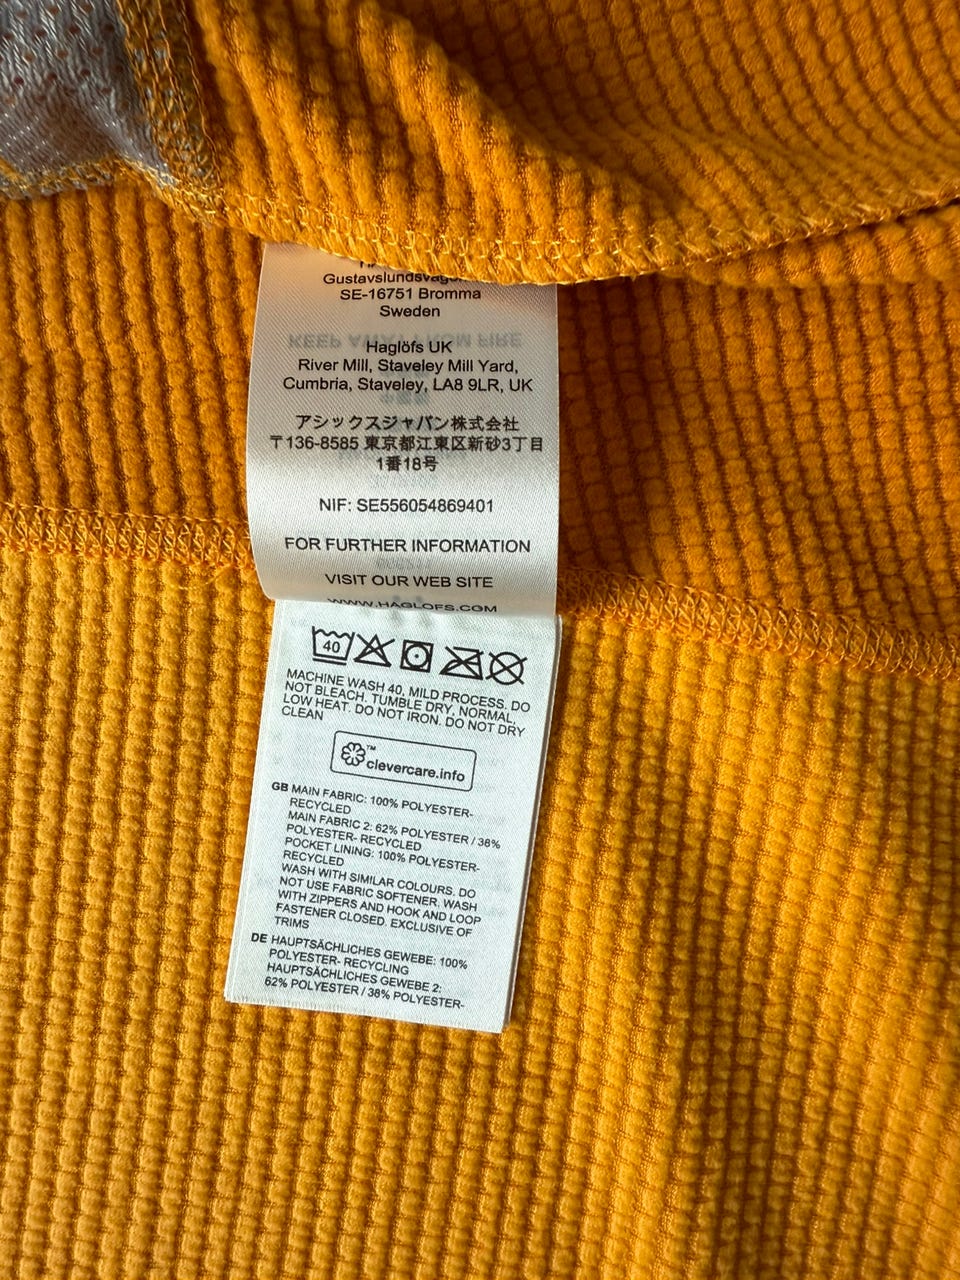 SE-16751 Bromma
Sweden
Haglöfs UK
River Mill, Staveley Mill Yard,
Cumbria, Staveley, LA8 9LR, UK
アシックスジャパン株式会社
〒136-8585 東京都江東区新砂3丁目
1番18号
NIF: SE556054869401
FOR FURTHER INFORMATION
VISIT OUR WEB SITE
WWW.HAGLOFS.COM
40
MACHINE WASH 40, MILD PROCESS. DO
NOT BLEACH. TUMBLE DRY, NORMAL,
LOW HEAT. DO NOT IRON. DO NOT DRY
CLEAN
™
clevercare.info
GB MAIN FABRIC: 100% POLYESTER-
RECYCLED
MAIN FABRIC 2: 62% POLYESTER / 38%
POLYESTER- RECYCLED
POCKET LINING: 100% POLYESTER-
RECYCLED
WASH WITH SIMILAR COLOURS. DO
NOT USE FABRIC SOFTENER. WASH
WITH ZIPPERS AND HOOK AND LOOP
FASTENER CLOSED. EXCLUSIVE OF
TRIMS
DE HAUPTSÄCHLICHES GEWEBE: 100%
POLYESTER- RECYCLING
HAUPTSÄCHLICHES GEWEBE 2:
62% POLYESTER / 38% POLYESTER-